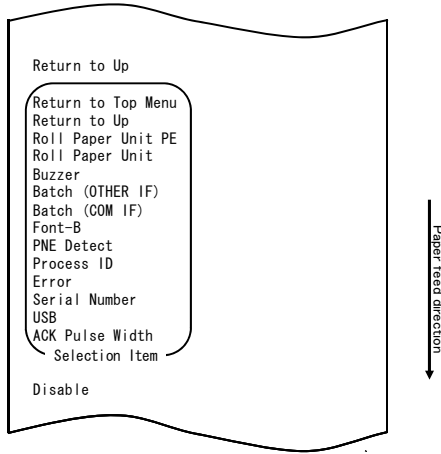 Return to Up
Return to Top Menu
Return to Up
Roll Paper Unit PE
Roll Paper Unit
Buzzer
Batch (OTHER IF)
Batch (COM IF)
Font-B
PNE Detect
Process ID
Error
Serial Number
USB
ACK Pulse Width
Selection Item
Disable
Paper feed direction